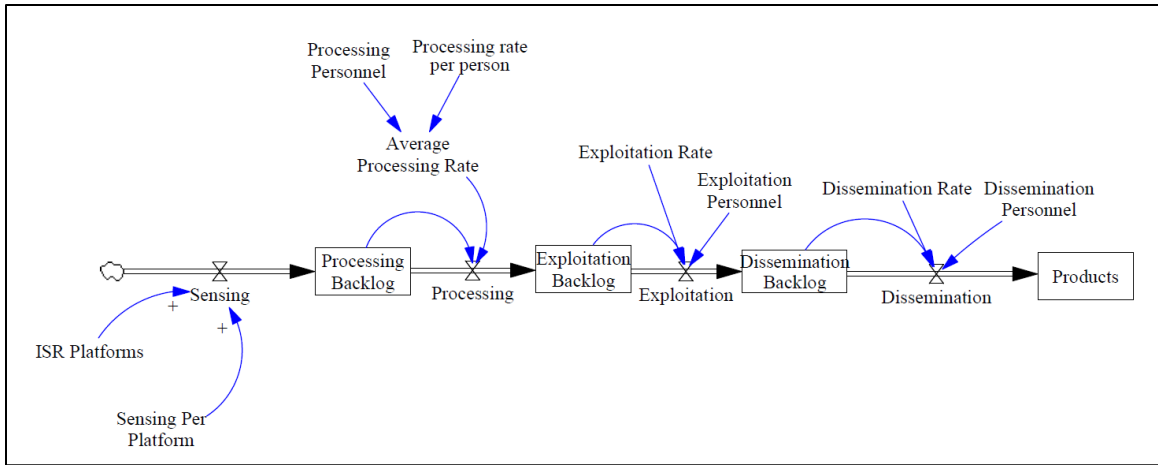 Processing
Personnel
Processing rate
per person
Average
Processing Rate
Exploitation Rate
Exploitation
Personnel
Dissemination Rate
Dissemination
Personnel
Processing
Backlog
Exploitation
Backlog
Dissemination
Backlog
Products
Sensing
Processing
Exploitation
Dissemination
+
+
ISR Platforms
Sensing Per
Platform